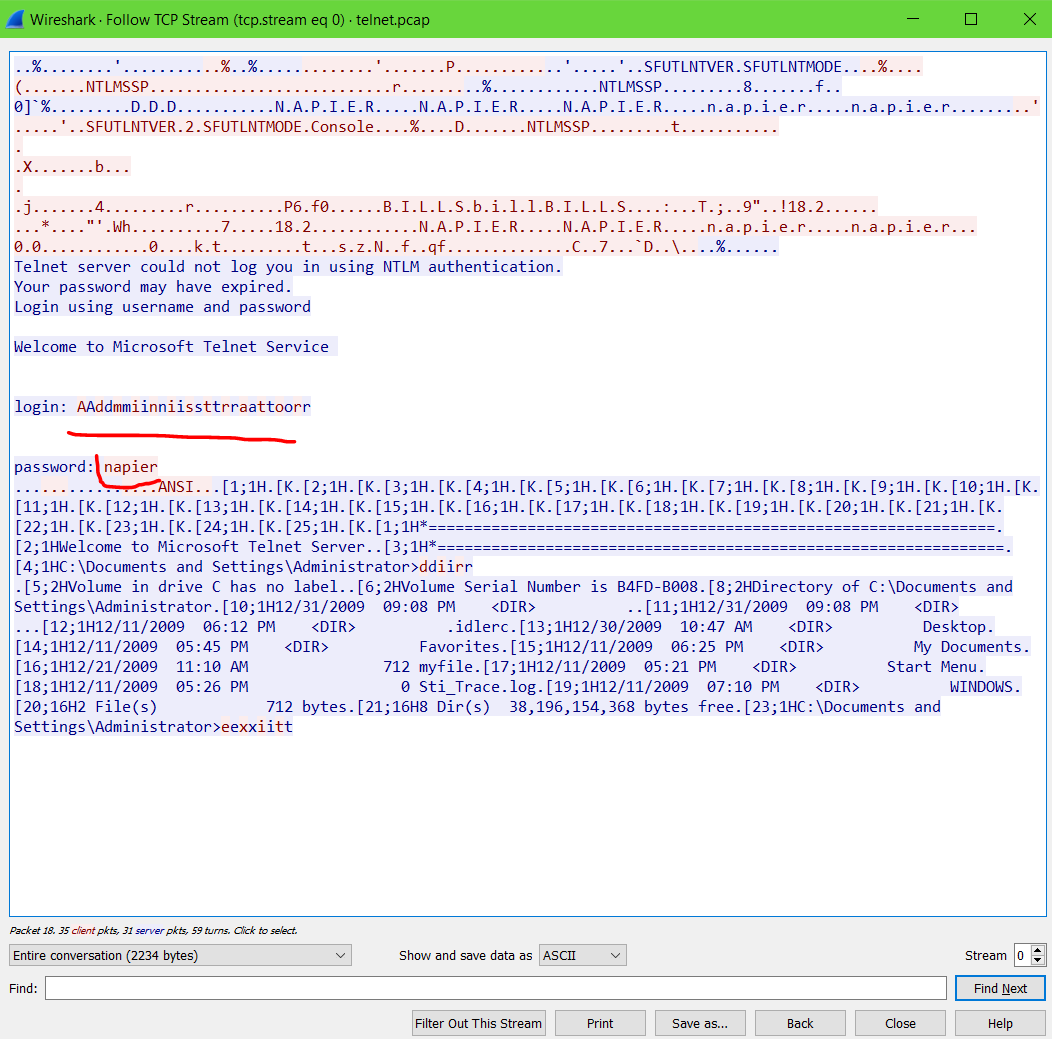 Wireshark · Follow TCP Stream (tcp.stream eq 0) · telnet.pcap
..%........'...........%..%..............'.......P............'.....'..SFUTLNTVER.SFUTLNTMODE....%....
(.......NTLMSSP...........................r.........%............NTLMSSP.........8.......f..
0]`%.........D.D.D...........N.A.P.I.E.R.....N.A.P.I.E.R.....N.A.P.I.E.R.....n.a.p.i.e.r.....n.a.p.i.e.r.........'
.....'..SFUTLNTVER.2.SFUTLNTMODE.Console....%....D.......NTLMSSP.........t...........
.
.X.......b...
.
.j.......4.........r..........P6.f0......B.I.L.L.S.b.i.l.l.B.I.L.L.S....:...T.;..9"..!18.2......
...*...."'.Wh..........7.....18.2............N.A.P.I.E.R.....N.A.P.I.E.R.....n.a.p.i.e.r.....n.a.p.i.e.r...
0.0............0....k.t.........t...s.z.N..f..qf..............C..7...`D..\....%......
Telnet server could not log you in using NTLM authentication.
Your password may have expired.
Login using username and password
Welcome to Microsoft Telnet Service
login: AAddmmiinniissttrraattoorr
password: napier
................ANSI...[1;1H.[K.[2;1H.[K.[3;1H.[K.[4;1H.[K.[5;1H.[K.[6;1H.[K.[7;1H.[K.[8;1H.[K.[9;1H.[K.[10;1H.[K.
[11;1H.[K.[12;1H.[K.[13;1H.[K.[14;1H.[K.[15;1H.[K.[16;1H.[K.[17;1H.[K.[18;1H.[K.[19;1H.[K.[20;1H.[K.[21;1H.[K.
[22;1H.[K.[23;1H.[K.[24;1H.[K.[25;1H.[K.[1;1H*===============================================================.
[2;1HWelcome to Microsoft Telnet Server..[3;1H*===============================================================.
[4;1HC:\Documents and Settings\Administrator>ddiirr
.[5;2HVolume in drive C has no label..[6;2HVolume Serial Number is B4FD-B008.[8;2HDirectory of C:\Documents and
Settings\Administrator.[10;1H12/31/2009  09:08 PM    <DIR>          ..[11;1H12/31/2009  09:08 PM    <DIR>
...[12;1H12/11/2009  06:12 PM    <DIR>          .idlerc.[13;1H12/30/2009  10:47 AM    <DIR>          Desktop.
[14;1H12/11/2009  05:45 PM    <DIR>          Favorites.[15;1H12/11/2009  06:25 PM    <DIR>          My Documents.
[16;1H12/21/2009  11:10 AM               712 myfile.[17;1H12/11/2009  05:21 PM    <DIR>          Start Menu.
[18;1H12/11/2009  05:26 PM                 0 Sti_Trace.log.[19;1H12/11/2009  07:10 PM    <DIR>          WINDOWS.
[20;16H2 File(s)            712 bytes.[21;16H8 Dir(s)  38,196,154,368 bytes free.[23;1HC:\Documents and
Settings\Administrator>eexxiitt
Packet 18. 35 client pkts, 31 server pkts, 59 turns. Click to select.
Entire conversation (2234 bytes) Show and save data as ASCII Stream 0
Find: Find Next
Filter Out This Stream Print Save as... Back Close Help